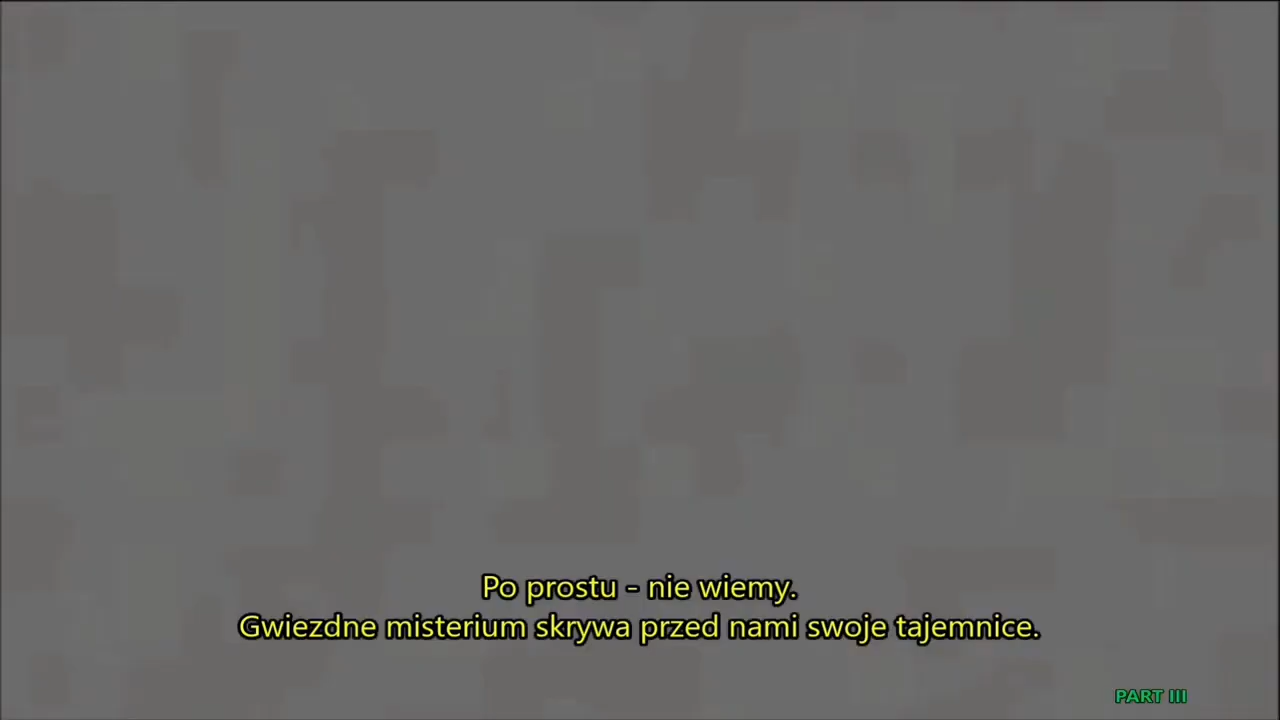 Po prostu - nie wiemy.
Gwiezdne misterium skrywa przed nami swoje tajemnice.
PART III